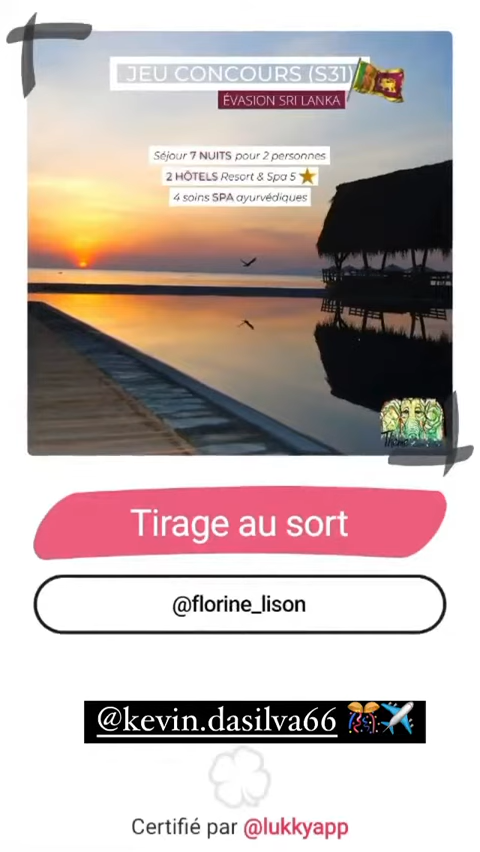 JEU CONCOURS (S31)
ÉVASION SRI LANKA
Séjour 7 NUITS pour 2 personnes
2 HÔTELS Resort & Spa 5
4 soins SPA ayurvédiques
Tirage au sort
@florine_lison
@kevin.dasilva66
Certifié par @lukkyapp